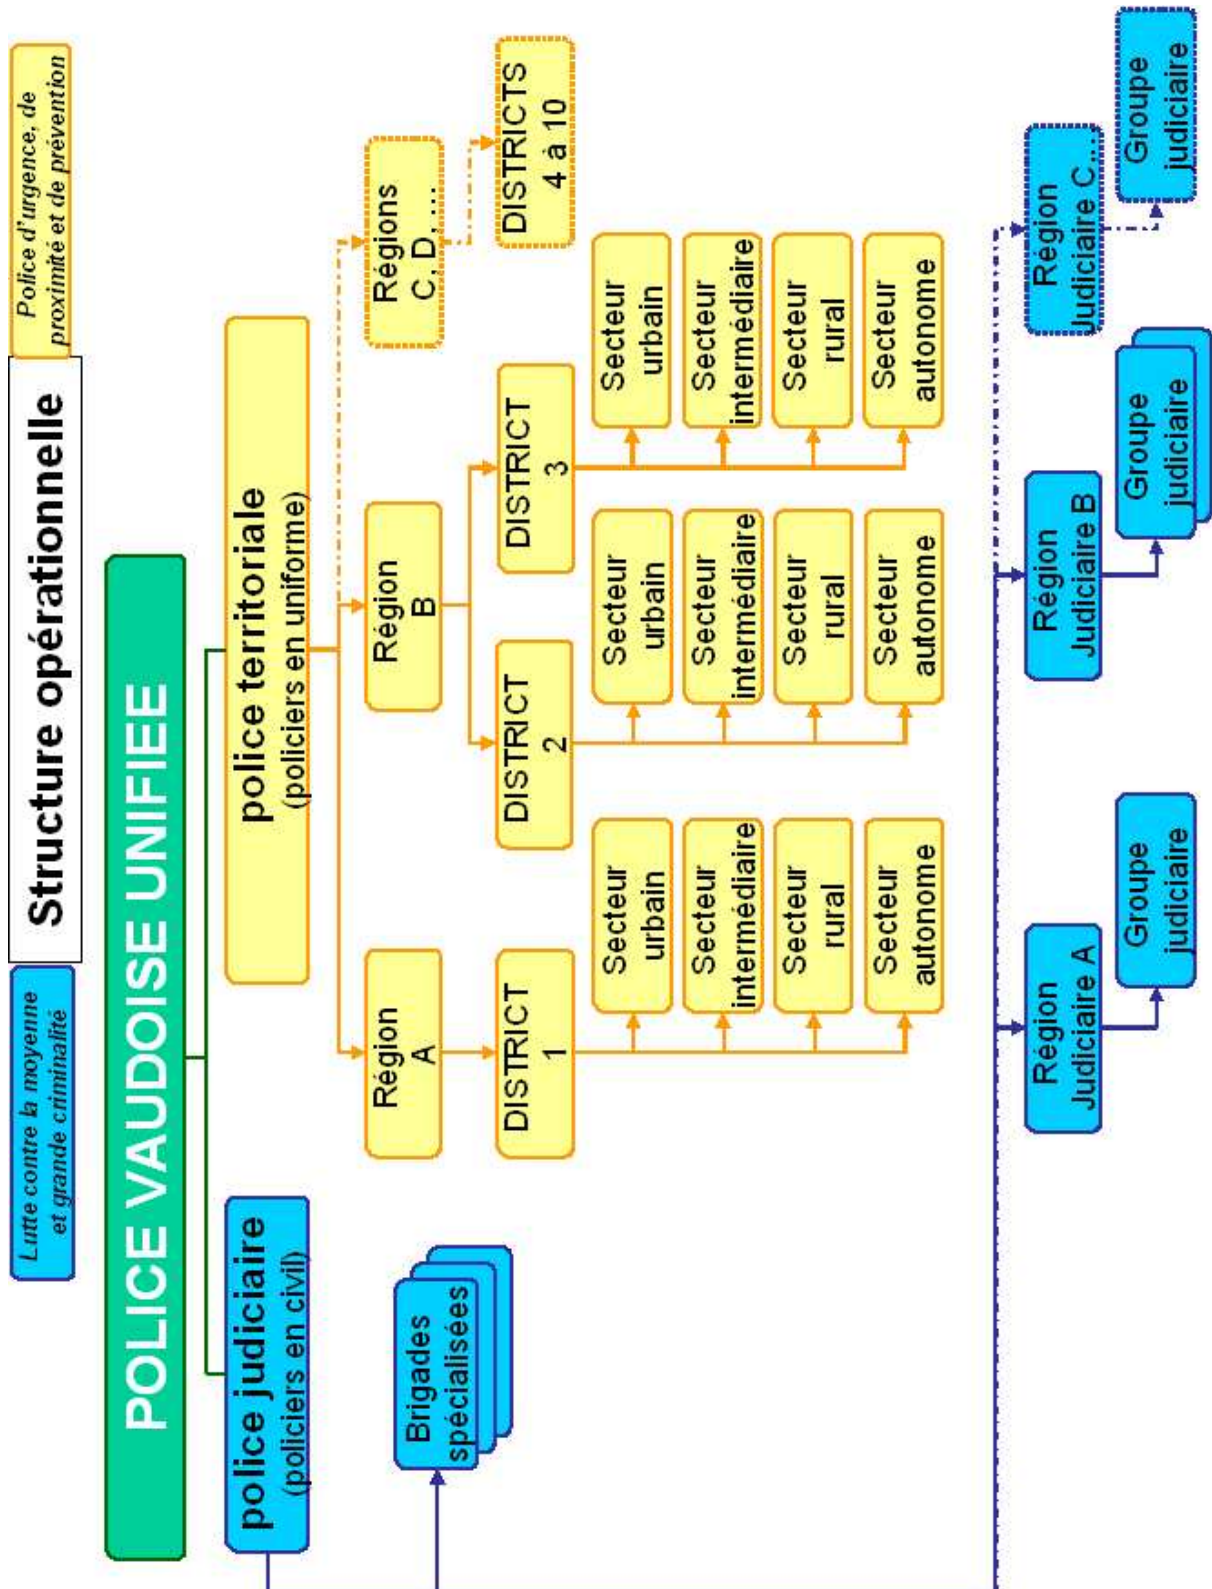 Lutte contre la moyenne
et grande criminalité
Structure opérationnelle
Police d'urgence, de
proximité et de prévention
POLICE VAUDOISE UNIFIEE
police judiciaire
(policiers en civil)
police territoriale
(policiers en uniforme)
Brigades
spécialisées
Région
A
Région
B
Régions
C, D, ...
DISTRICT
1
DISTRICT
2
DISTRICT
3
DISTRICTS
4 à 10
Secteur
urbain
Secteur
intermédiaire
Secteur
rural
Secteur
autonome
Secteur
urbain
Secteur
intermédiaire
Secteur
rural
Secteur
autonome
Secteur
urbain
Secteur
intermédiaire
Secteur
rural
Secteur
autonome
Région
Judiciaire A
Région
Judiciaire B
Région
Judiciaire C...
Groupe
judiciaire
Groupe
judiciaire
Groupe
judiciaire